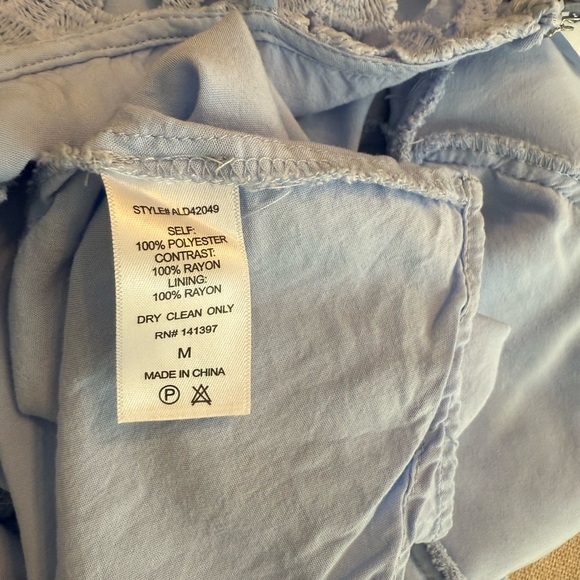 STYLE# ALD42049
SELF:
100% POLYESTER
CONTRAST:
100% RAYON
LINING:
100% RAYON
DRY CLEAN ONLY
RN# 141397
M
MADE IN CHINA
P